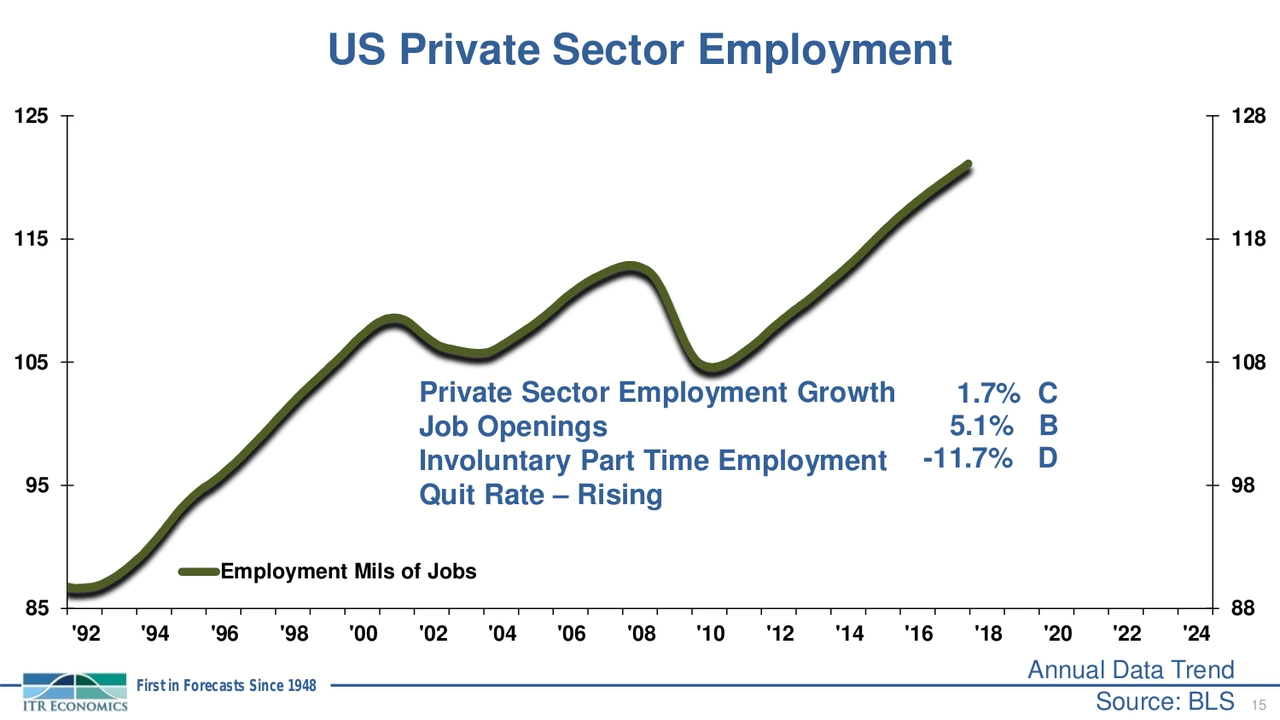 US Private Sector Employment
125
128
115
118
105
108
Private Sector Employment Growth 1.7% C
Job Openings 5.1% B
Involuntary Part Time Employment -11.7% D
Quit Rate – Rising
95
98
Employment Mils of Jobs
85
88
'92 '94 '96 '98 '00 '02 '04 '06 '08 '10 '12 '14 '16 '18 '20 '22 '24
Annual Data Trend
First in Forecasts Since 1948
ITR ECONOMICS
Source: BLS 15